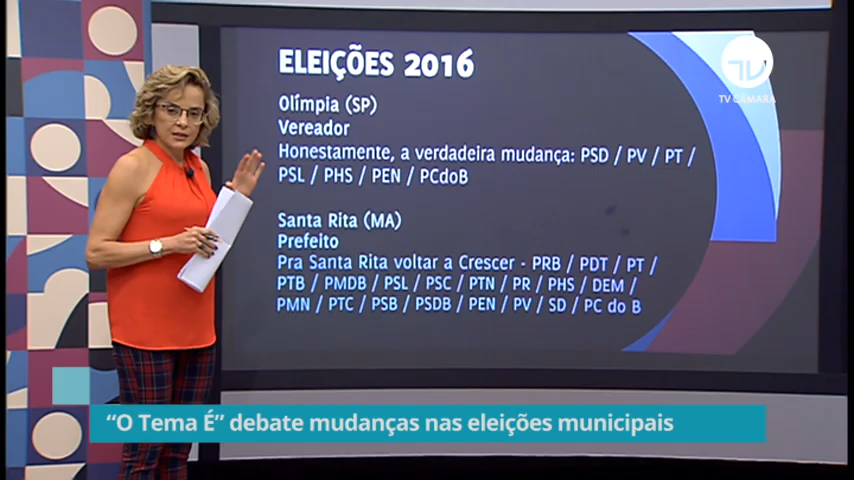 ELEIÇÕES 2016
TV CÂMARA
Olímpia (SP)
Vereador
Honestamente, a verdadeira mudança: PSD / PV / PT /
PSL / PHS / PEN / PCdoB
Santa Rita (MA)
Prefeito
Pra Santa Rita voltar a Crescer - PRB / PDT / PT /
PTB / PMDB / PSL / PSC / PTN / PR / PHS / DEM /
PMN / PTC / PSB / PSDB / PEN / PV / SD / PC do B
“O Tema É” debate mudanças nas eleições municipais